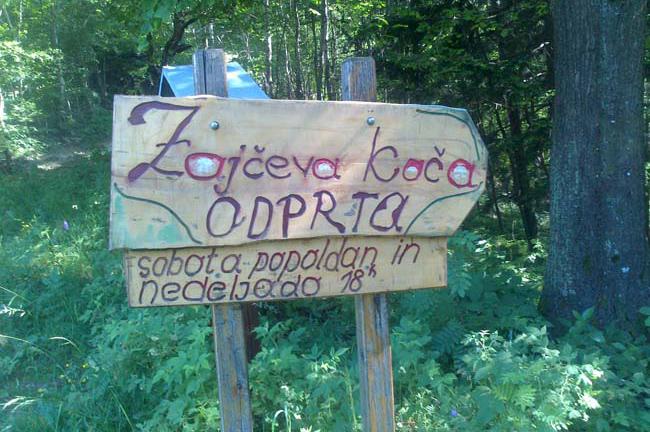 Zajčeva koča
ODPRTA
sobota popoldan in
nedelja do 18h